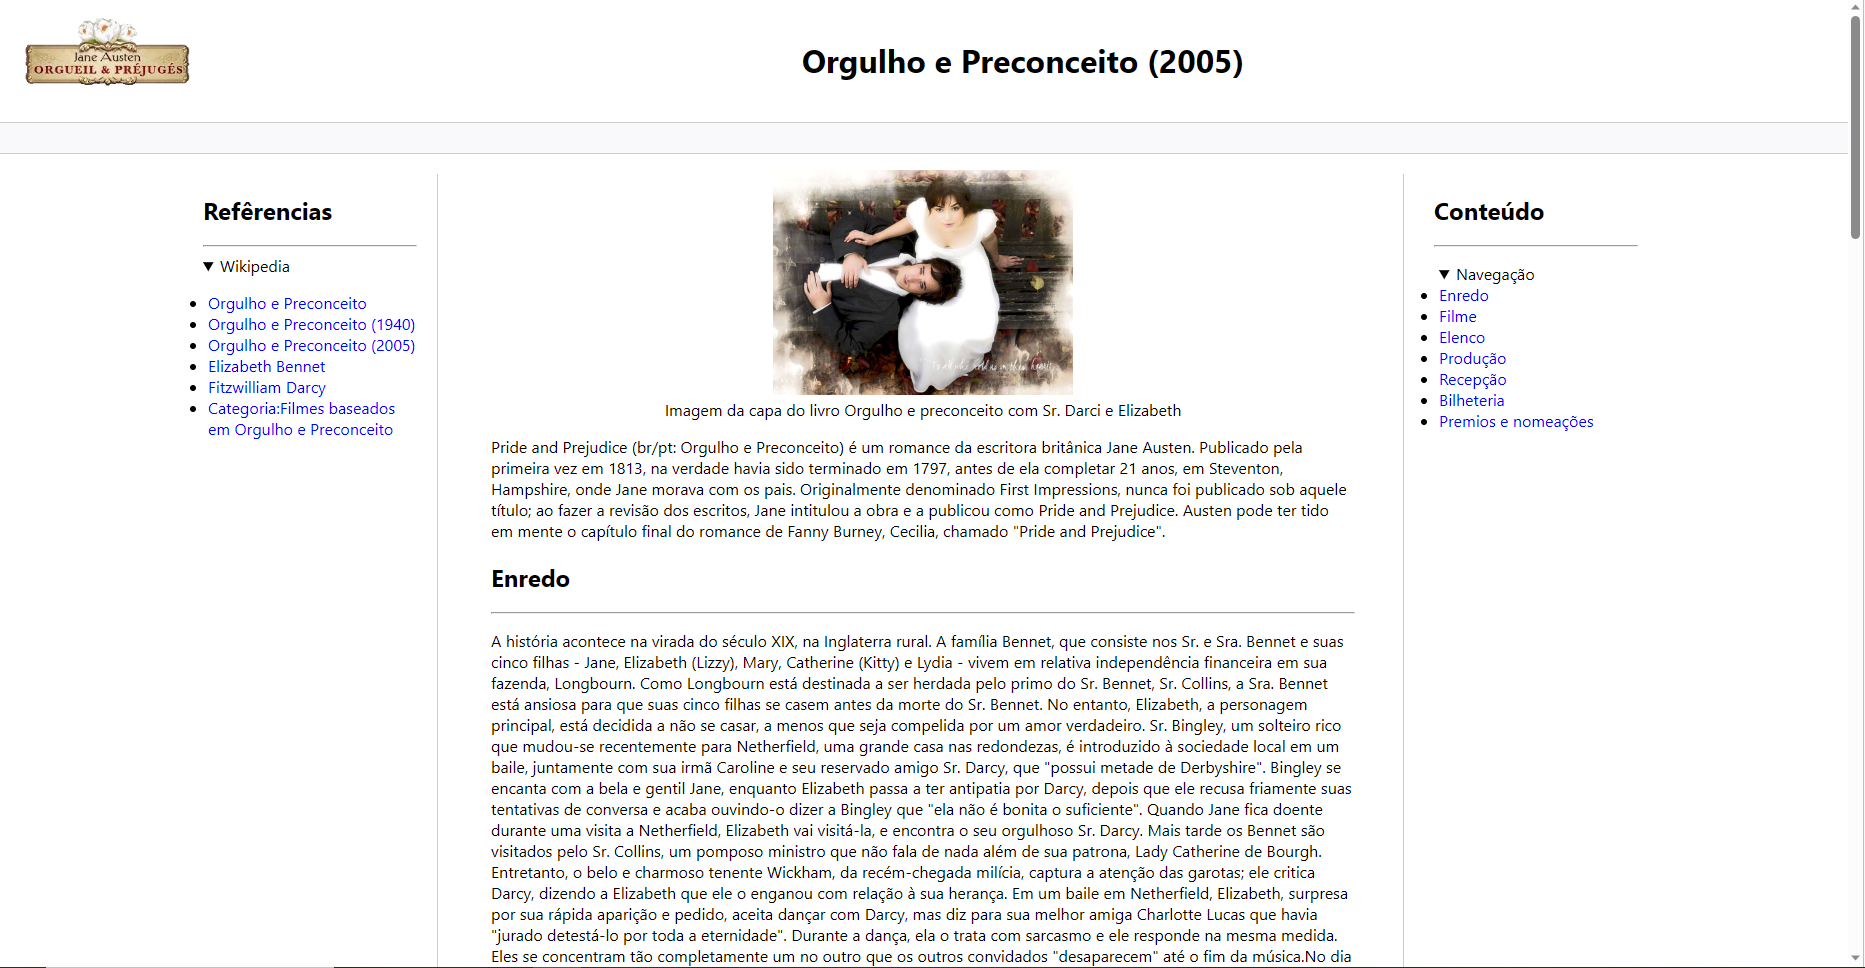 Jane Austen
ORGUEIL & PRÉJUGÉS
Orgulho e Preconceito (2005)
Refêrencias
Wikipedia
Orgulho e Preconceito
Orgulho e Preconceito (1940)
Orgulho e Preconceito (2005)
Elizabeth Bennet
Fitzwilliam Darcy
Categoria:Filmes baseados
em Orgulho e Preconceito
Imagem da capa do livro Orgulho e preconceito com Sr. Darci e Elizabeth
Pride and Prejudice (br/pt: Orgulho e Preconceito) é um romance da escritora britânica Jane Austen. Publicado pela
primeira vez em 1813, na verdade havia sido terminado em 1797, antes de ela completar 21 anos, em Steventon,
Hampshire, onde Jane morava com os pais. Originalmente denominado First Impressions, nunca foi publicado sob aquele
título; ao fazer a revisão dos escritos, Jane intitulou a obra e a publicou como Pride and Prejudice. Austen pode ter tido
em mente o capítulo final do romance de Fanny Burney, Cecilia, chamado "Pride and Prejudice".
Enredo
A história acontece na virada do século XIX, na Inglaterra rural. A família Bennet, que consiste nos Sr. e Sra. Bennet e suas
cinco filhas - Jane, Elizabeth (Lizzy), Mary, Catherine (Kitty) e Lydia - vivem em relativa independência financeira em sua
fazenda, Longbourn. Como Longbourn está destinada a ser herdada pelo primo do Sr. Bennet, Sr. Collins, a Sra. Bennet
está ansiosa para que suas cinco filhas se casem antes da morte do Sr. Bennet. No entanto, Elizabeth, a personagem
principal, está decidida a não se casar, a menos que seja compelida por um amor verdadeiro. Sr. Bingley, um solteiro rico
que mudou-se recentemente para Netherfield, uma grande casa nas redondezas, é introduzido à sociedade local em um
baile, juntamente com sua irmã Caroline e seu reservado amigo Sr. Darcy, que "possui metade de Derbyshire". Bingley se
encanta com a bela e gentil Jane, enquanto Elizabeth passa a ter antipatia por Darcy, depois que ele recusa friamente suas
tentativas de conversa e acaba ouvindo-o dizer a Bingley que "ela não é bonita o suficiente". Quando Jane fica doente
durante uma visita a Netherfield, Elizabeth vai visitá-la, e encontra o seu orgulhoso Sr. Darcy. Mais tarde os Bennet são
visitados pelo Sr. Collins, um pomposo ministro que não fala de nada além de sua patrona, Lady Catherine de Bourgh.
Entretanto, o belo e charmoso tenente Wickham, da recém-chegada milícia, captura a atenção das garotas; ele critica
Darcy, dizendo a Elizabeth que ele o enganou com relação à sua herança. Em um baile em Netherfield, Elizabeth, surpresa
por sua rápida aparição e pedido, aceita dançar com Darcy, mas diz para sua melhor amiga Charlotte Lucas que havia
"jurado detestá-lo por toda a eternidade". Durante a dança, ela o trata com sarcasmo e ele responde na mesma medida.
Eles se concentram tão completamente um no outro que os outros convidados "desaparecem" até o fim da música.No dia
Conteúdo
Navegação
Enredo
Filme
Elenco
Produção
Recepção
Bilheteria
Premios e nomeações